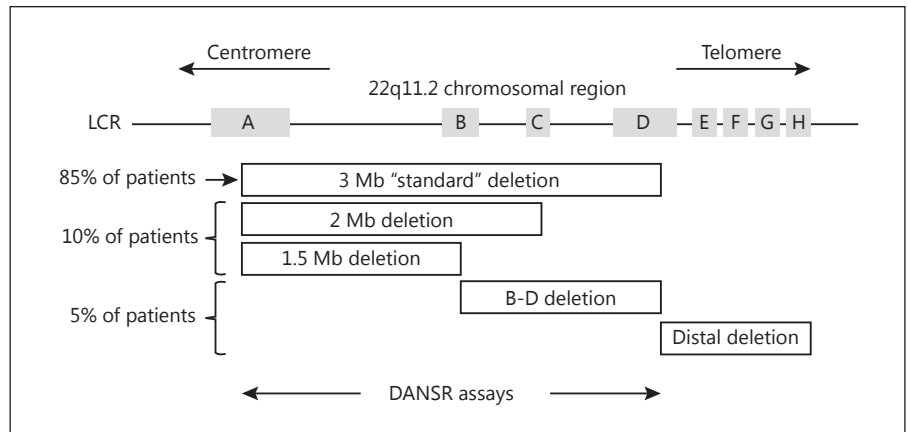 Centromere Telomere
22q11.2 chromosomal region
LCR A B C D E F G H
85% of patients 3 Mb “standard” deletion
2 Mb deletion
10% of patients
1.5 Mb deletion
B-D deletion
5% of patients
Distal deletion
DANSR assays